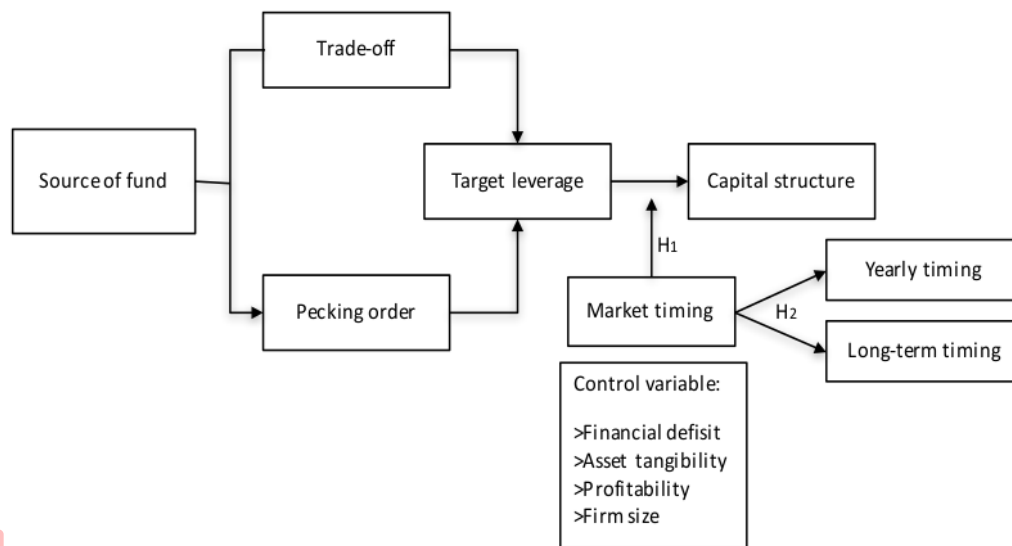 Trade-off
Source of fund
Target leverage
Capital structure
H1
Yearly timing
Pecking order
Market timing
H2
Long-term timing
Control variable:
>Financial defisit
>Asset tangibility
>Profitability
>Firm size